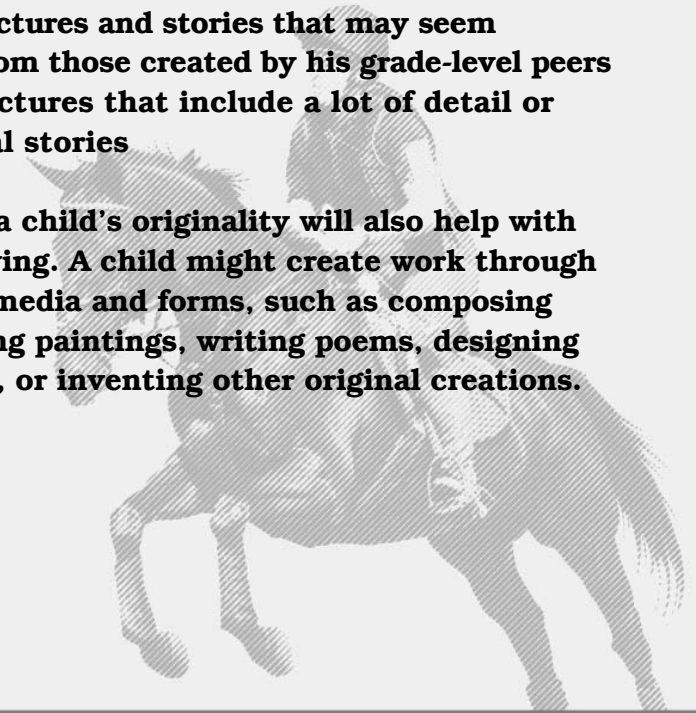 ctures and stories that may seem
om those created by his grade-level peers
ctures that include a lot of detail or
al stories
a child's originality will also help with
ing. A child might create work through
media and forms, such as composing
ng paintings, writing poems, designing
, or inventing other original creations.